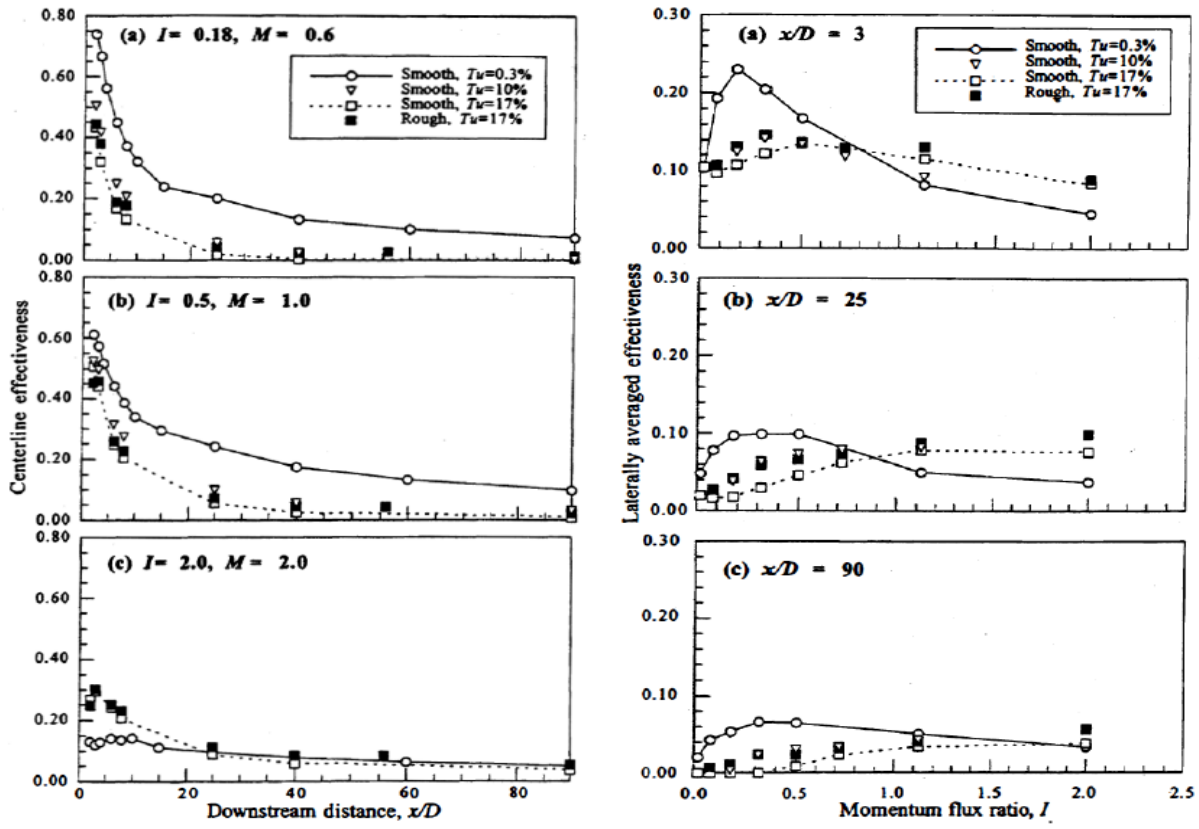 (a) I= 0.18, M= 0.6
Smooth, Tu=0.3%
Smooth, Tu=10%
Smooth, Tu=17%
Rough, Tu=17%
0.80
0.60
0.40
0.20
0.00
(b) I= 0.5, M= 1.0
0.80
0.60
0.40
0.20
0.00
(c) I= 2.0, M= 2.0
0.80
0.60
0.40
0.20
0.00
0 20 40 60 80
Centerline effectiveness
Downstream distance, x/D
(a) x/D = 3
Smooth, Tu=0.3%
Smooth, Tu=10%
Smooth, Tu=17%
Rough, Tu=17%
0.30
0.20
0.10
0.00
(b) x/D = 25
0.30
0.20
0.10
0.00
(c) x/D = 90
0.30
0.20
0.10
0.00
0.0 0.5 1.0 1.5 2.0 2.5
Laterally averaged effectiveness
Momentum flux ratio, I